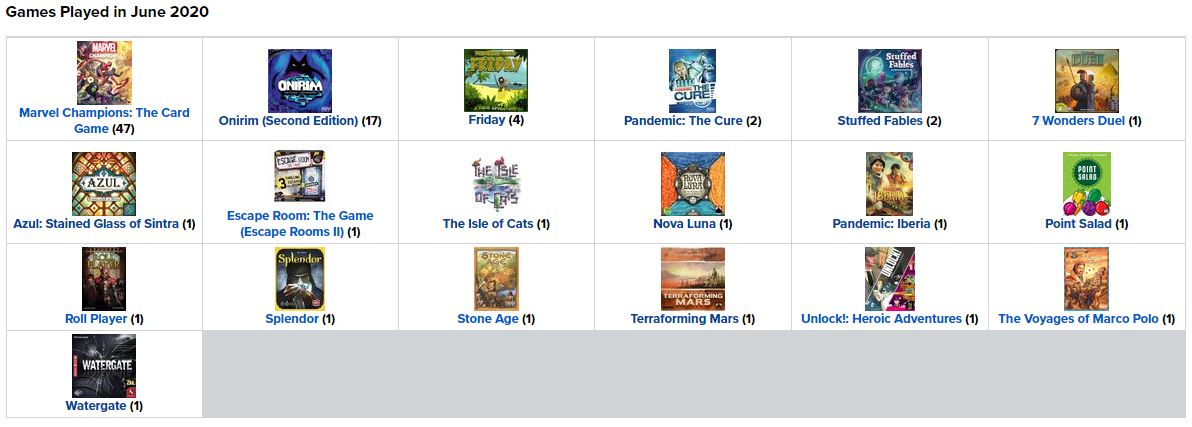 Games Played in June 2020
MARVEL
CHAMPIONS
ONIRIM
FRIDAY
THE
CURE
Stuffed
Fables
DUEL
Marvel Champions: The Card
Game (47)
Onirim (Second Edition) (17)
Friday (4)
Pandemic: The Cure (2)
Stuffed Fables (2)
7 Wonders Duel (1)
AZUL
ESCAPE ROOM
3
THE ISLE
OF CATS
NOVA
LUNA
IBERIA
POINT
SALAD
Azul: Stained Glass of Sintra (1)
Escape Room: The Game
(Escape Rooms II) (1)
The Isle of Cats (1)
Nova Luna (1)
Pandemic: Iberia (1)
Point Salad (1)
ROLL
PLAYER
Splendor
STONE
AGE
TERRAFORMING
MARS
UNLOCK!
Roll Player (1)
Splendor (1)
Stone Age (1)
Terraforming Mars (1)
Unlock!: Heroic Adventures (1)
The Voyages of Marco Polo (1)
WATERGATE
Watergate (1)